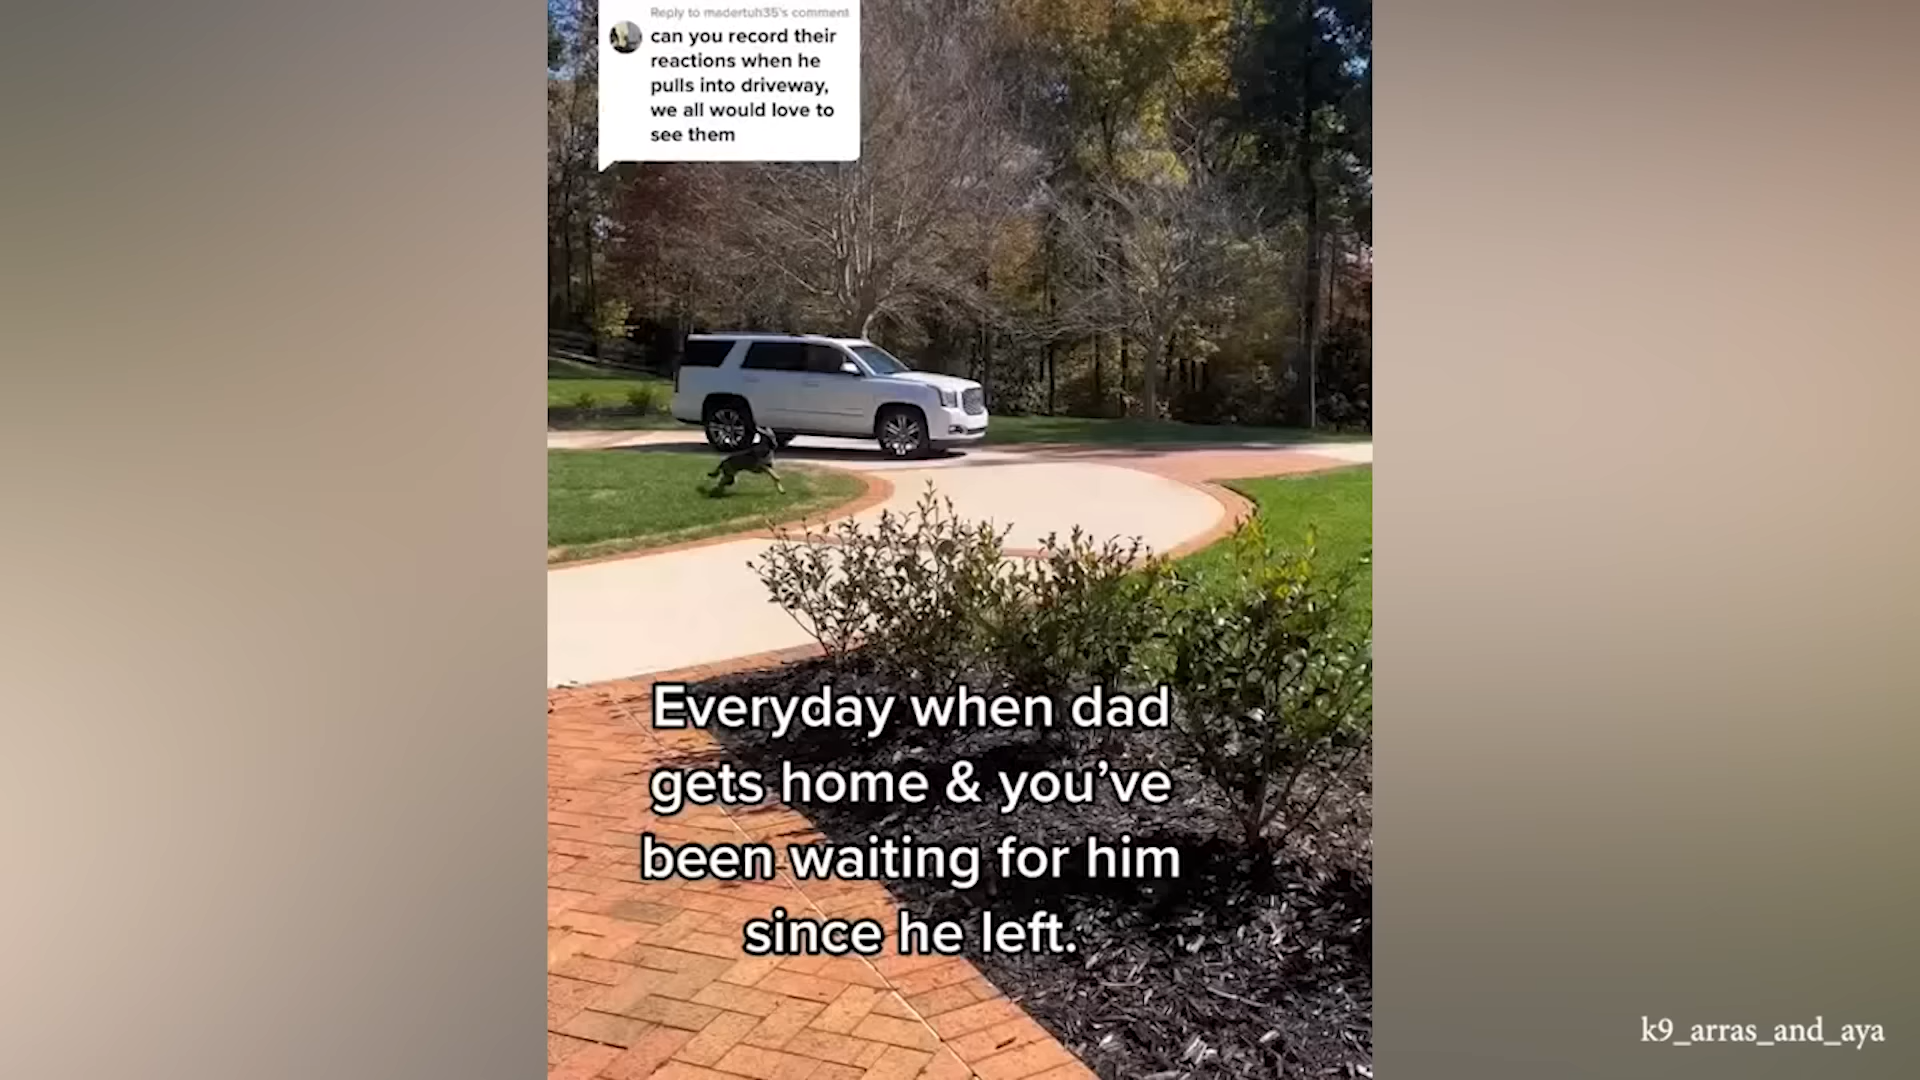 Reply to madertuh35's comment
can you record their
reactions when he
pulls into driveway,
we all would love to
see them
Everyday when dad
gets home & you've
been waiting for him
since he left.
k9_arras_and_aya